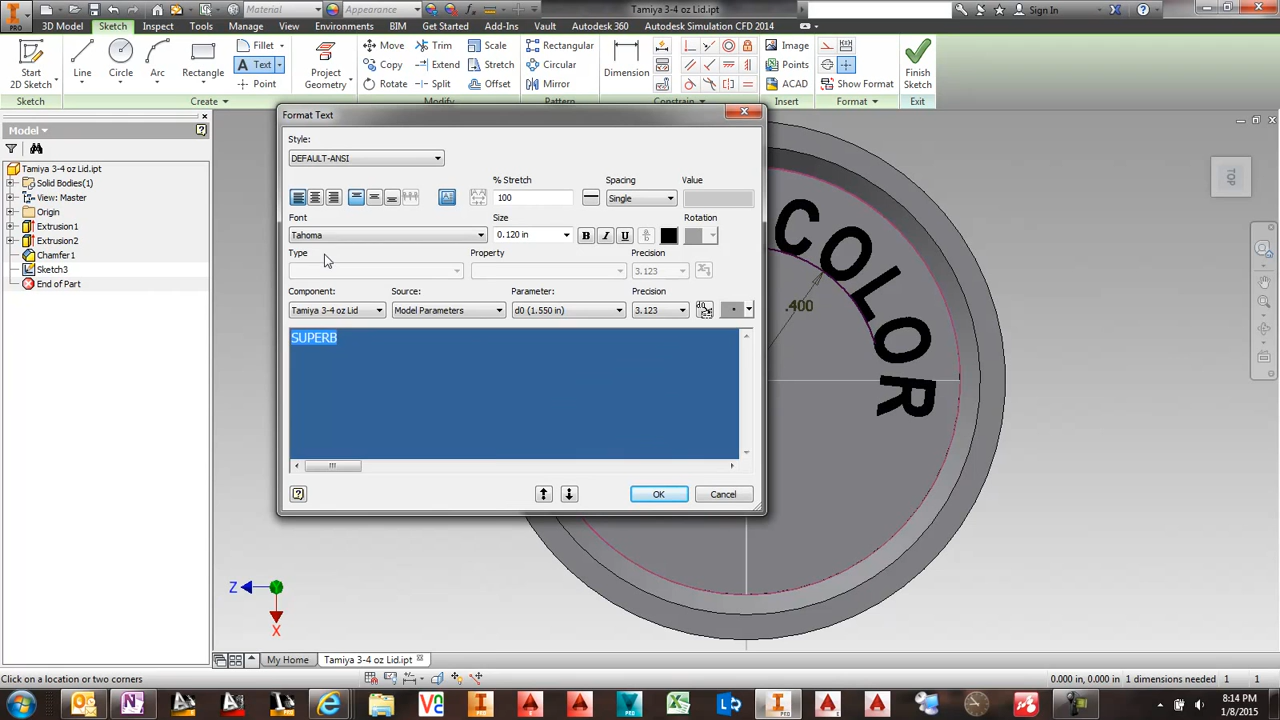 Material
Tamiya 3-4 oz Lid.ipt
Sign In
PRO
3D Model
Sketch
Inspect
Tools
Manage
View
Environments
BIM
Get Started
Add-Ins
Vault
Autodesk 360
Autodesk Simulation CFD 2014
Start
2D Sketch
Line
Circle
Arc
Rectangle
Fillet
Text
Point
Project
Geometry
Move
Copy
Rotate
Trim
Extend
Split
Scale
Stretch
Offset
Rectangular
Circular
Mirror
Dimension
Image
Points
ACAD
Show Format
Finish
Sketch
Sketch
Create
Modify
Pattern
Constrain
Insert
Format
Exit
Model
Tamiya 3-4 oz Lid.ipt
Solid Bodies(1)
View: Master
Origin
Extrusion1
Extrusion2
Chamfer1
Sketch3
End of Part
Format Text
Style:
DEFAULT-ANSI
% Stretch
100
Spacing
Single
Value
Font
Tahoma
Size
0.120 in
B I U
Rotation
Type
Property
Precision
3.123
Component:
Tamiya 3-4 oz Lid
Source:
Model Parameters
Parameter:
d0 (1.550 in)
Precision
3.123
SUPERB
OK
Cancel
COLOR
.400
TOP
Z
X
My Home
Tamiya 3-4 oz Lid.ipt
Click on a location or two corners
0.000 in, 0.000 in
1 dimensions needed
1
1
8:14 PM
1/8/2015